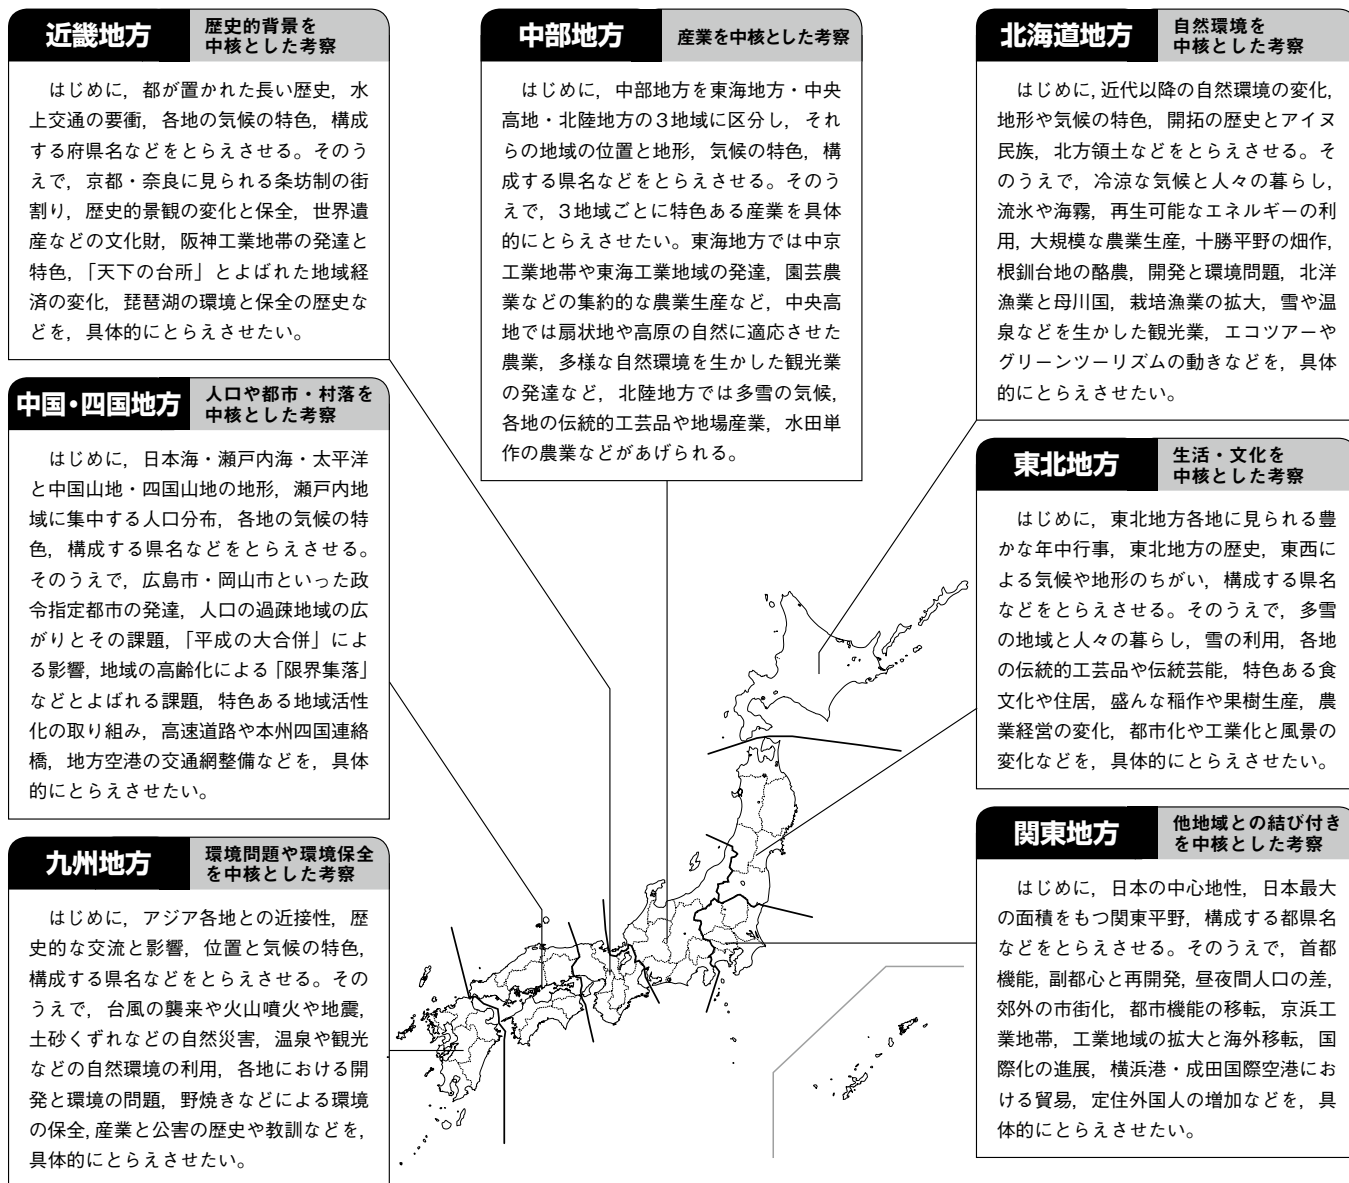 近畿地方
歴史的背景を
中核とした考察
はじめに，都が置かれた長い歴史，水
上交通の要衝，各地の気候の特色，構成
する府県名などをとらえさせる。そのう
えで，京都・奈良に見られる条坊制の街
割り，歴史的景観の変化と保全，世界遺
産などの文化財，阪神工業地帯の発達と
特色，「天下の台所」とよばれた地域経
済の変化，琵琶湖の環境と保全の歴史な
どを，具体的にとらえさせたい。
中国・四国地方
人口や都市・村落を
中核とした考察
はじめに，日本海・瀬戸内海・太平洋
と中国山地・四国山地の地形，瀬戸内地
域に集中する人口分布，各地の気候の特
色，構成する県名などをとらえさせる。
そのうえで，広島市・岡山市といった政
令指定都市の発達，人口の過疎地域の広
がりとその課題，「平成の大合併」によ
る影響，地域の高齢化による「限界集落」
などとよばれる課題，特色ある地域活性
化の取り組み，高速道路や本州四国連絡
橋，地方空港の交通網整備などを，具体
的にとらえさせたい。
九州地方
環境問題や環境保全
を中核とした考察
はじめに，アジア各地との近接性，歴
史的な交流と影響，位置と気候の特色，
構成する県名などをとらえさせる。その
うえで，台風の襲来や火山噴火や地震，
土砂くずれなどの自然災害，温泉や観光
などの自然環境の利用，各地における開
発と環境の問題，野焼きなどによる環境
の保全，産業と公害の歴史や教訓などを，
具体的にとらえさせたい。
中部地方
産業を中核とした考察
はじめに，中部地方を東海地方・中央
高地・北陸地方の３地域に区分し，それ
らの地域の位置と地形，気候の特色，構
成する県名などをとらえさせる。そのう
えで，３地域ごとに特色ある産業を具体
的にとらえさせたい。東海地方では中京
工業地帯や東海工業地域の発達，園芸農
業などの集約的な農業生産など，中央高
地では扇状地や高原の自然に適応させた
農業，多様な自然環境を生かした観光業
の発達など，北陸地方では多雪の気候，
各地の伝統的工芸品や地場産業，水田単
作の農業などがあげられる。
北海道地方
自然環境を
中核とした考察
はじめに，近代以降の自然環境の変化，
地形や気候の特色，開拓の歴史とアイヌ
民族，北方領土などをとらえさせる。そ
のうえで，冷涼な気候と人々の暮らし，
流氷や海霧，再生可能なエネルギーの利
用，大規模な農業生産，十勝平野の畑作，
根釧台地の酪農，開発と環境問題，北洋
漁業と母川国，栽培漁業の拡大，雪や温
泉などを生かした観光業，エコツアーや
グリーンツーリズムの動きなどを，具体
的にとらえさせたい。
東北地方
生活・文化を
中核とした考察
はじめに，東北地方各地に見られる豊
かな年中行事，東北地方の歴史，東西に
よる気候や地形のちがい，構成する県名
などをとらえさせる。そのうえで，多雪
の地域と人々の暮らし，雪の利用，各地
の伝統的工芸品や伝統芸能，特色ある食
文化や住居，盛んな稲作や果樹生産，農
業経営の変化，都市化や工業化と風景の
変化などを，具体的にとらえさせたい。
関東地方
他地域との結び付き
を中核とした考察
はじめに，日本の中心地性，日本最大
の面積をもつ関東平野，構成する都県名
などをとらえさせる。そのうえで，首都
機能，副都心と再開発，昼夜間人口の差，
郊外の市街化，都市機能の移転，京浜工
業地帯，工業地域の拡大と海外移転，国
際化の進展，横浜港・成田国際空港にお
ける貿易，定住外国人の増加などを，具
体的にとらえさせたい。